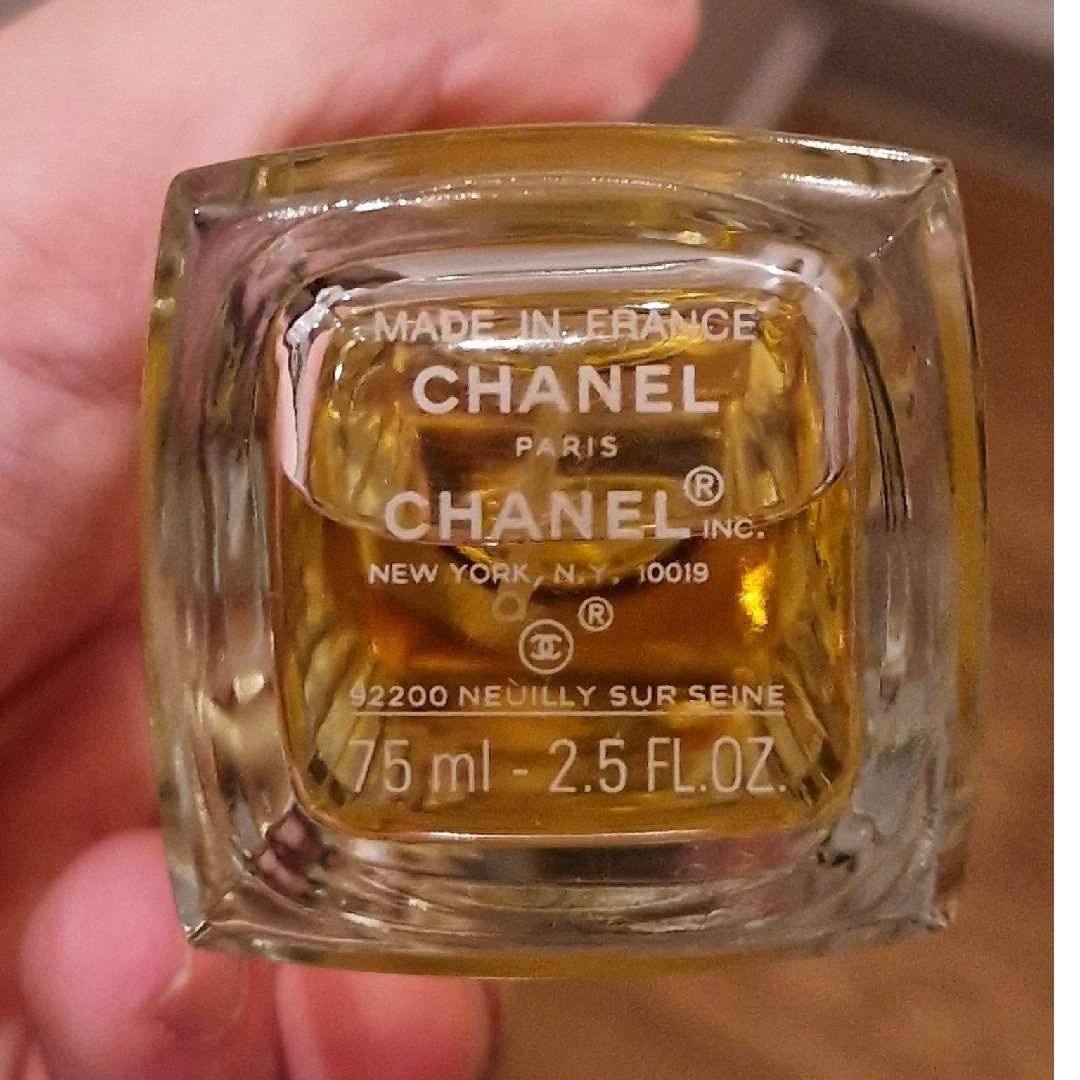 MADE IN FRANCE
CHANEL
PARIS
CHANEL® INC.
NEW YORK, N.Y. 10019
®
92200 NEUILLY SUR SEINE
75 ml - 2.5 FL.OZ.